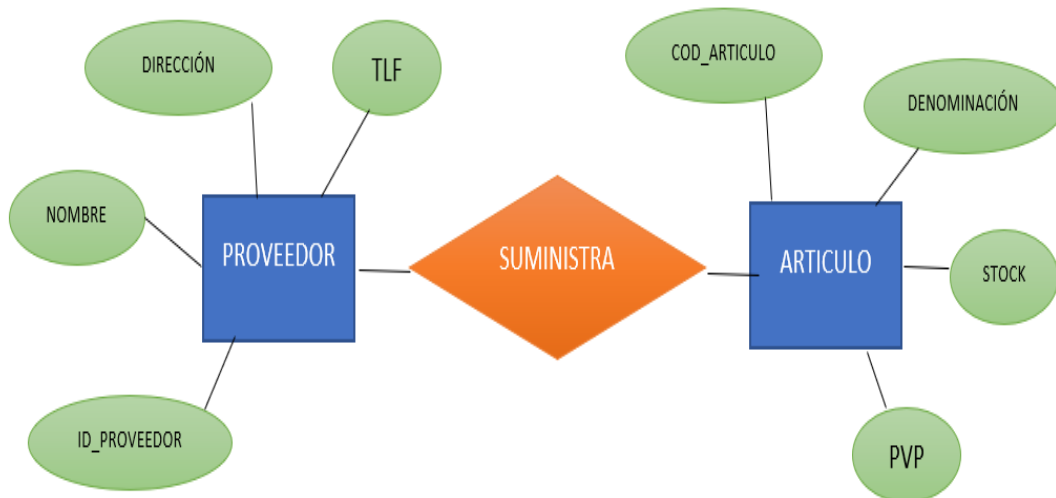 DIRECCIÓN
TLF
COD_ARTICULO
DENOMINACIÓN
NOMBRE
PROVEEDOR
SUMINISTRA
ARTICULO
STOCK
ID_PROVEEDOR
PVP